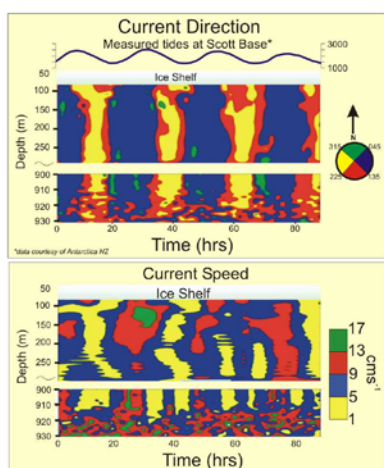 Current Direction
Measured tides at Scott Base*
3000
1000
50
Ice Shelf
100
150
200
250
Depth (m)
900
910
920
930
0 20 40 60 80
Time (hrs)
*data courtesy of Antarctica NZ
N
315 045
225 135
Current Speed
50
Ice Shelf
100
150
200
250
Depth (m)
900
910
920
930
0 20 40 60 80
Time (hrs)
17
13
9
5
1
cms⁻¹